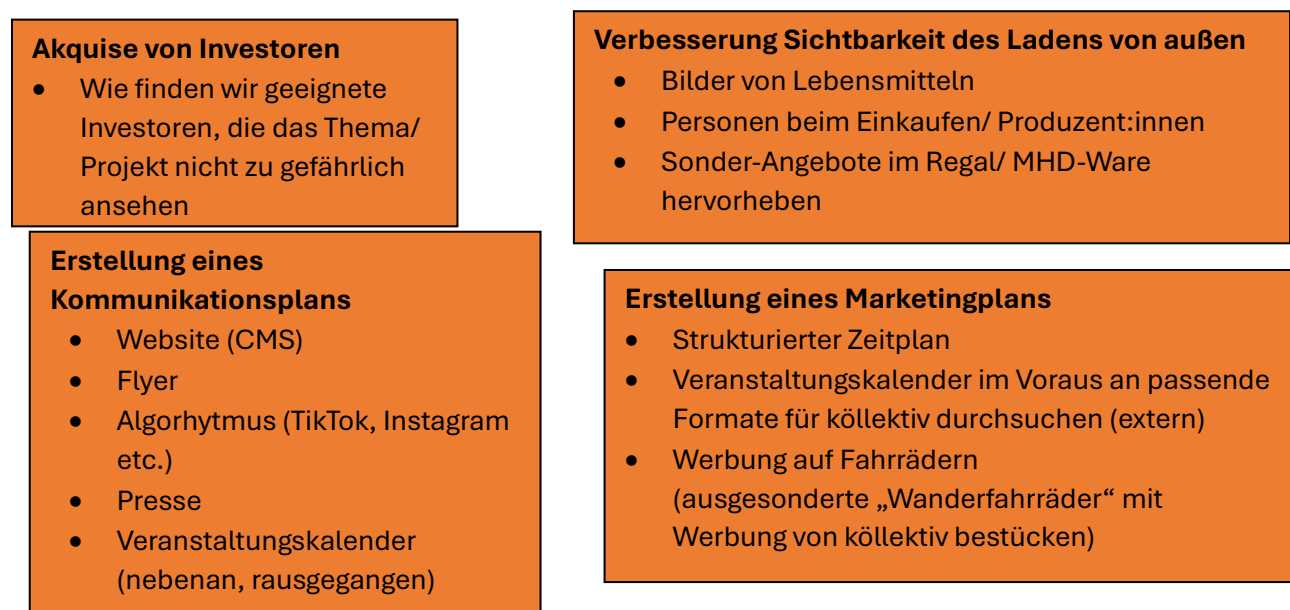 Akquise von Investoren
• Wie finden wir geeignete
Investoren, die das Thema/
Projekt nicht zu gefährlich
ansehen
Verbesserung Sichtbarkeit des Ladens von außen
• Bilder von Lebensmitteln
• Personen beim Einkaufen/ Produzent:innen
• Sonder-Angebote im Regal/ MHD-Ware
hervorheben
Erstellung eines
Kommunikationsplans
• Website (CMS)
• Flyer
• Algorhytmus (TikTok, Instagram
etc.)
• Presse
• Veranstaltungskalender
(nebenan, rausgegangen)
Erstellung eines Marketingplans
• Strukturierter Zeitplan
• Veranstaltungskalender im Voraus an passende
Formate für köllektiv durchsuchen (extern)
• Werbung auf Fahrrädern
(ausgesonderte „Wanderfahrräder“ mit
Werbung von köllektiv bestücken)